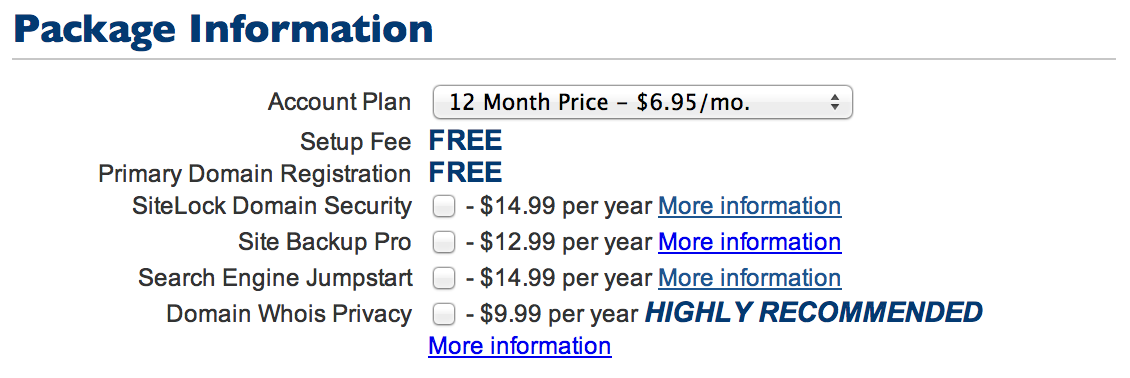 Package Information
Account Plan 12 Month Price – $6.95/mo.
Setup Fee FREE
Primary Domain Registration FREE
SiteLock Domain Security - $14.99 per year More information
Site Backup Pro - $12.99 per year More information
Search Engine Jumpstart - $14.99 per year More information
Domain Whois Privacy - $9.99 per year HIGHLY RECOMMENDED
More information